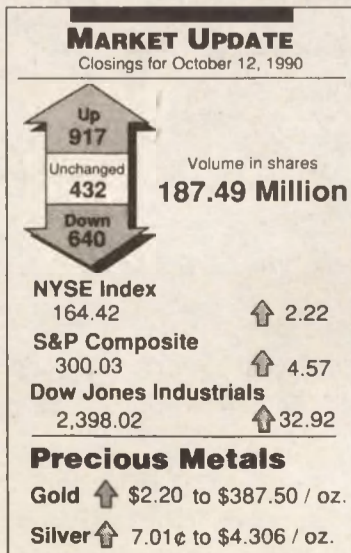 MARKET UPDATE
Closings for October 12, 1990
Up
917
Unchanged
432
Down
640
Volume in shares
187.49 Million
NYSE Index
164.42 2.22
S&P Composite
300.03 4.57
Dow Jones Industrials
2,398.02 32.92
Precious Metals
Gold $2.20 to $387.50 / oz.
Silver 7.01¢ to $4.306 / oz.